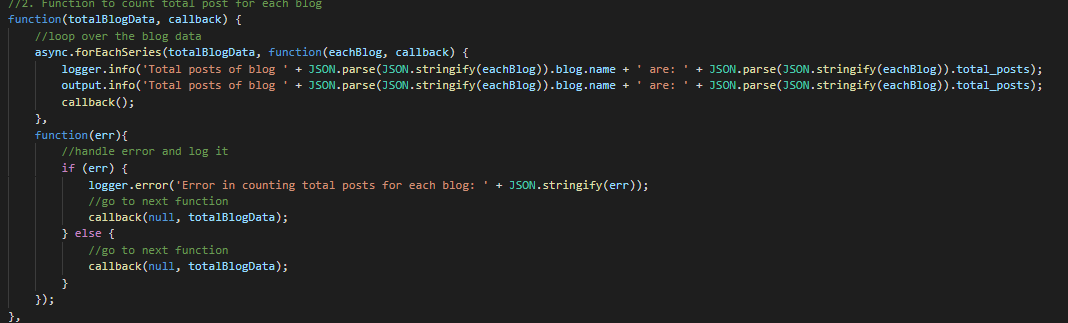 //2. Function to count total post for each blog
function(totalBlogData, callback) {
//loop over the blog data
async.forEachSeries(totalBlogData, function(eachBlog, callback) {
logger.info('Total posts of blog ' + JSON.parse(JSON.stringify(eachBlog)).blog.name + ' are: ' + JSON.parse(JSON.stringify(eachBlog)).total_posts);
output.info('Total posts of blog ' + JSON.parse(JSON.stringify(eachBlog)).blog.name + ' are: ' + JSON.parse(JSON.stringify(eachBlog)).total_posts);
callback();
},
function(err){
//handle error and log it
if (err) {
logger.error('Error in counting total posts for each blog: ' + JSON.stringify(err));
//go to next function
callback(null, totalBlogData);
} else {
//go to next function
callback(null, totalBlogData);
}
});
},